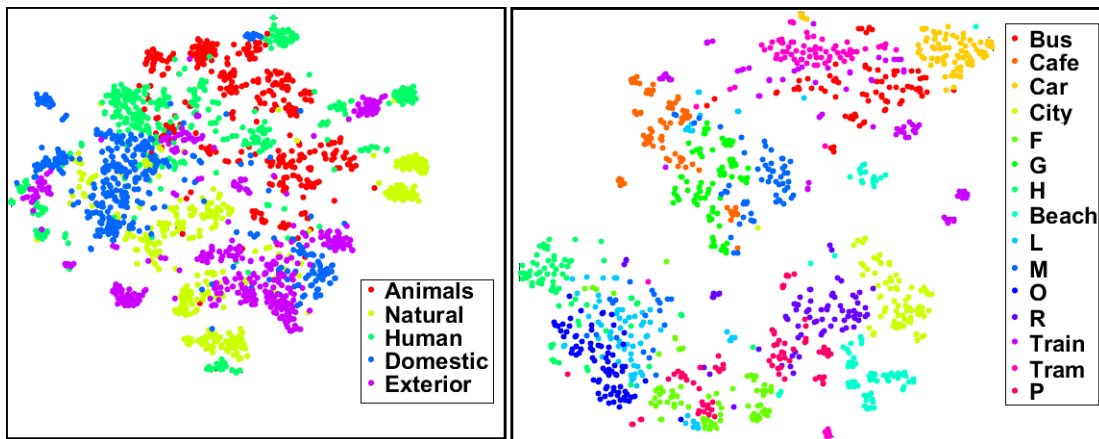 Animals
Natural
Human
Domestic
Exterior
Bus
Cafe
Car
City
F
G
H
Beach
L
M
O
R
Train
Tram
P